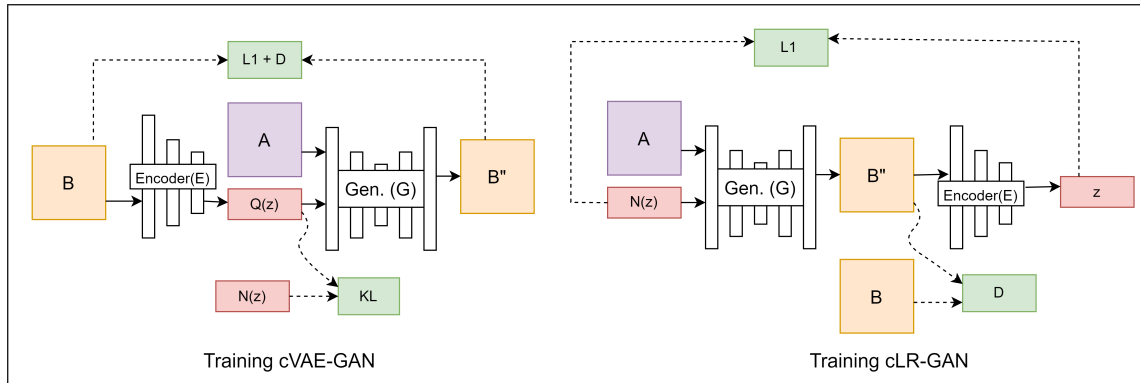 L1 + D
A
B
Encoder(E)
Gen. (G)
B"
Q(z)
N(z)
KL
Training cVAE-GAN
L1
A
N(z)
Gen. (G)
B"
Encoder(E)
z
B
D
Training cLR-GAN